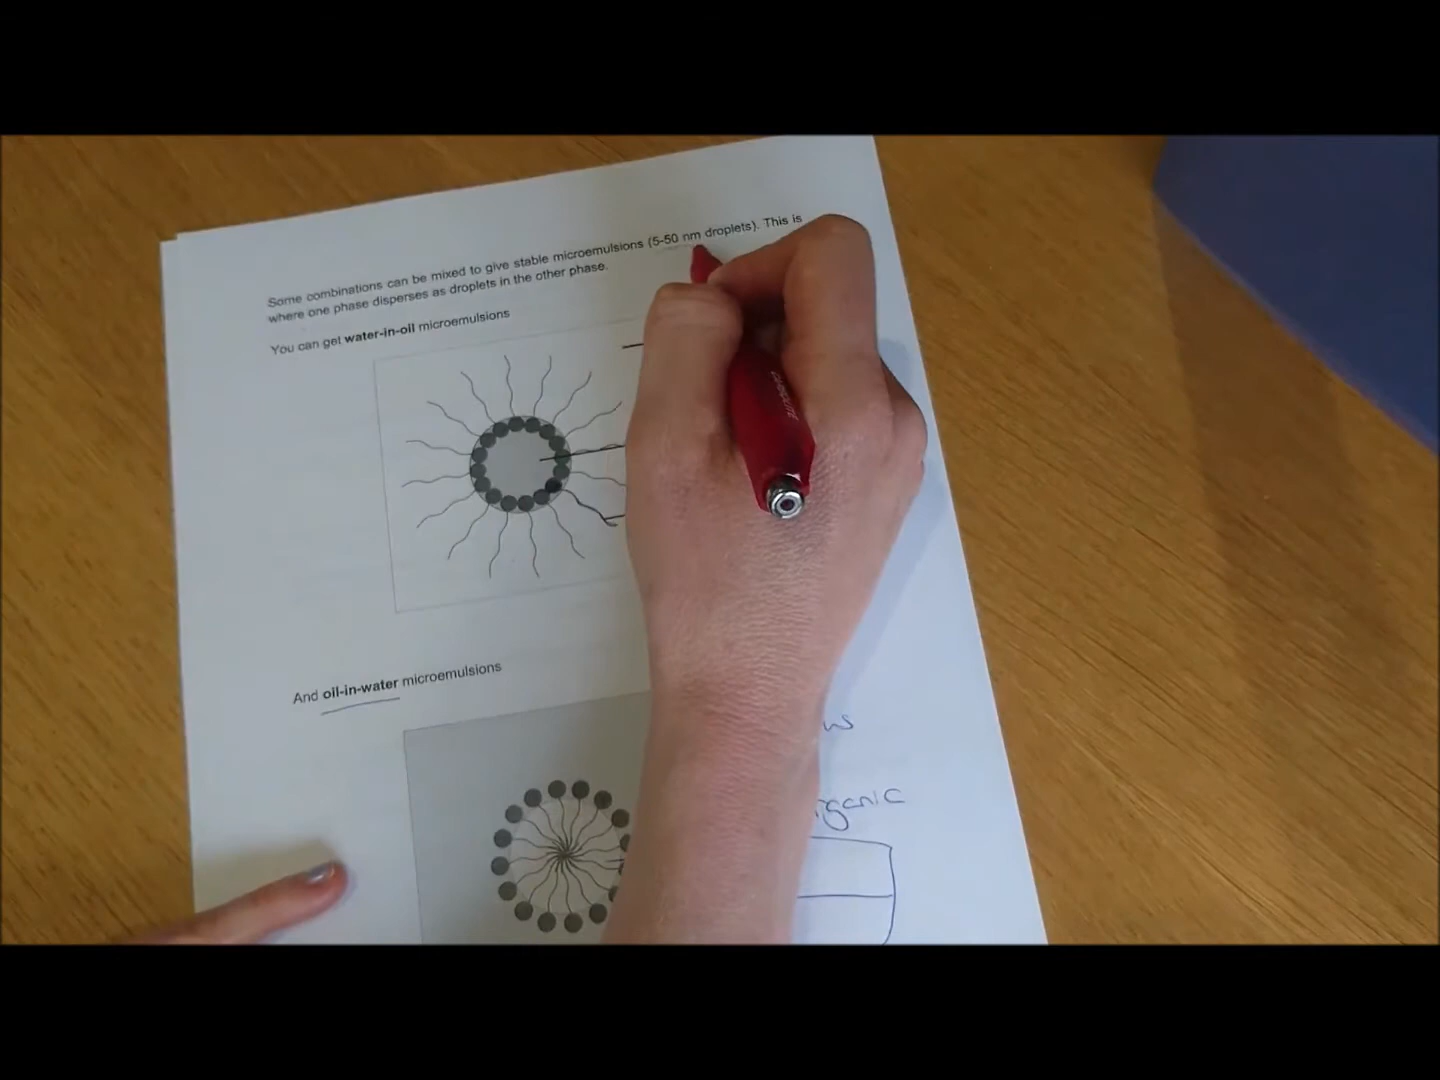 Some combinations can be mixed to give stable microemulsions (5-50 nm droplets). This is
where one phase disperses as droplets in the other phase.
You can get water-in-oil microemulsions
And oil-in-water microemulsions